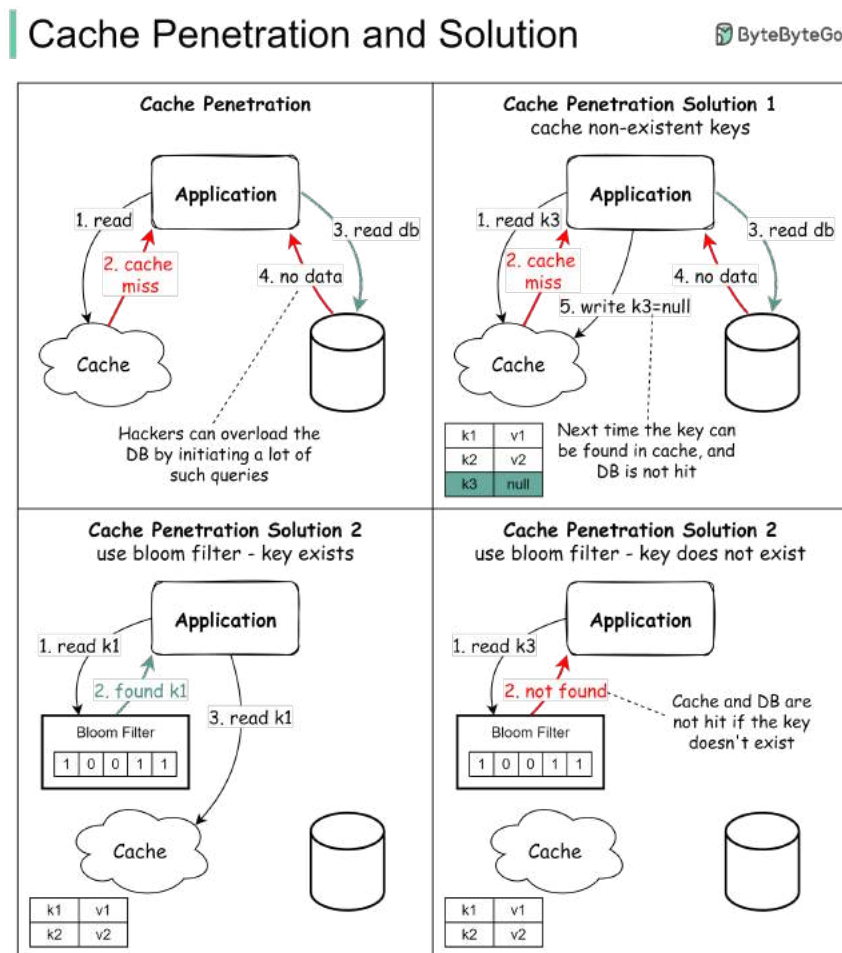 Cache Penetration and Solution
ByteByteGo
Cache Penetration
Application
1. read
2. cache
miss
3. read db
4. no data
Cache
Hackers can overload the
DB by initiating a lot of
such queries
Cache Penetration Solution 1
cache non-existent keys
Application
1. read k3
2. cache
miss
3. read db
4. no data
5. write k3=null
Cache
k1 v1
k2 v2
k3 null
Next time the key can
be found in cache, and
DB is not hit
Cache Penetration Solution 2
use bloom filter - key exists
Application
1. read k1
2. found k1
3. read k1
Bloom Filter
1 0 0 1 1
Cache
k1 v1
k2 v2
Cache Penetration Solution 2
use bloom filter - key does not exist
Application
1. read k3
2. not found
Cache and DB are
not hit if the key
doesn't exist
Bloom Filter
1 0 0 1 1
Cache
k1 v1
k2 v2